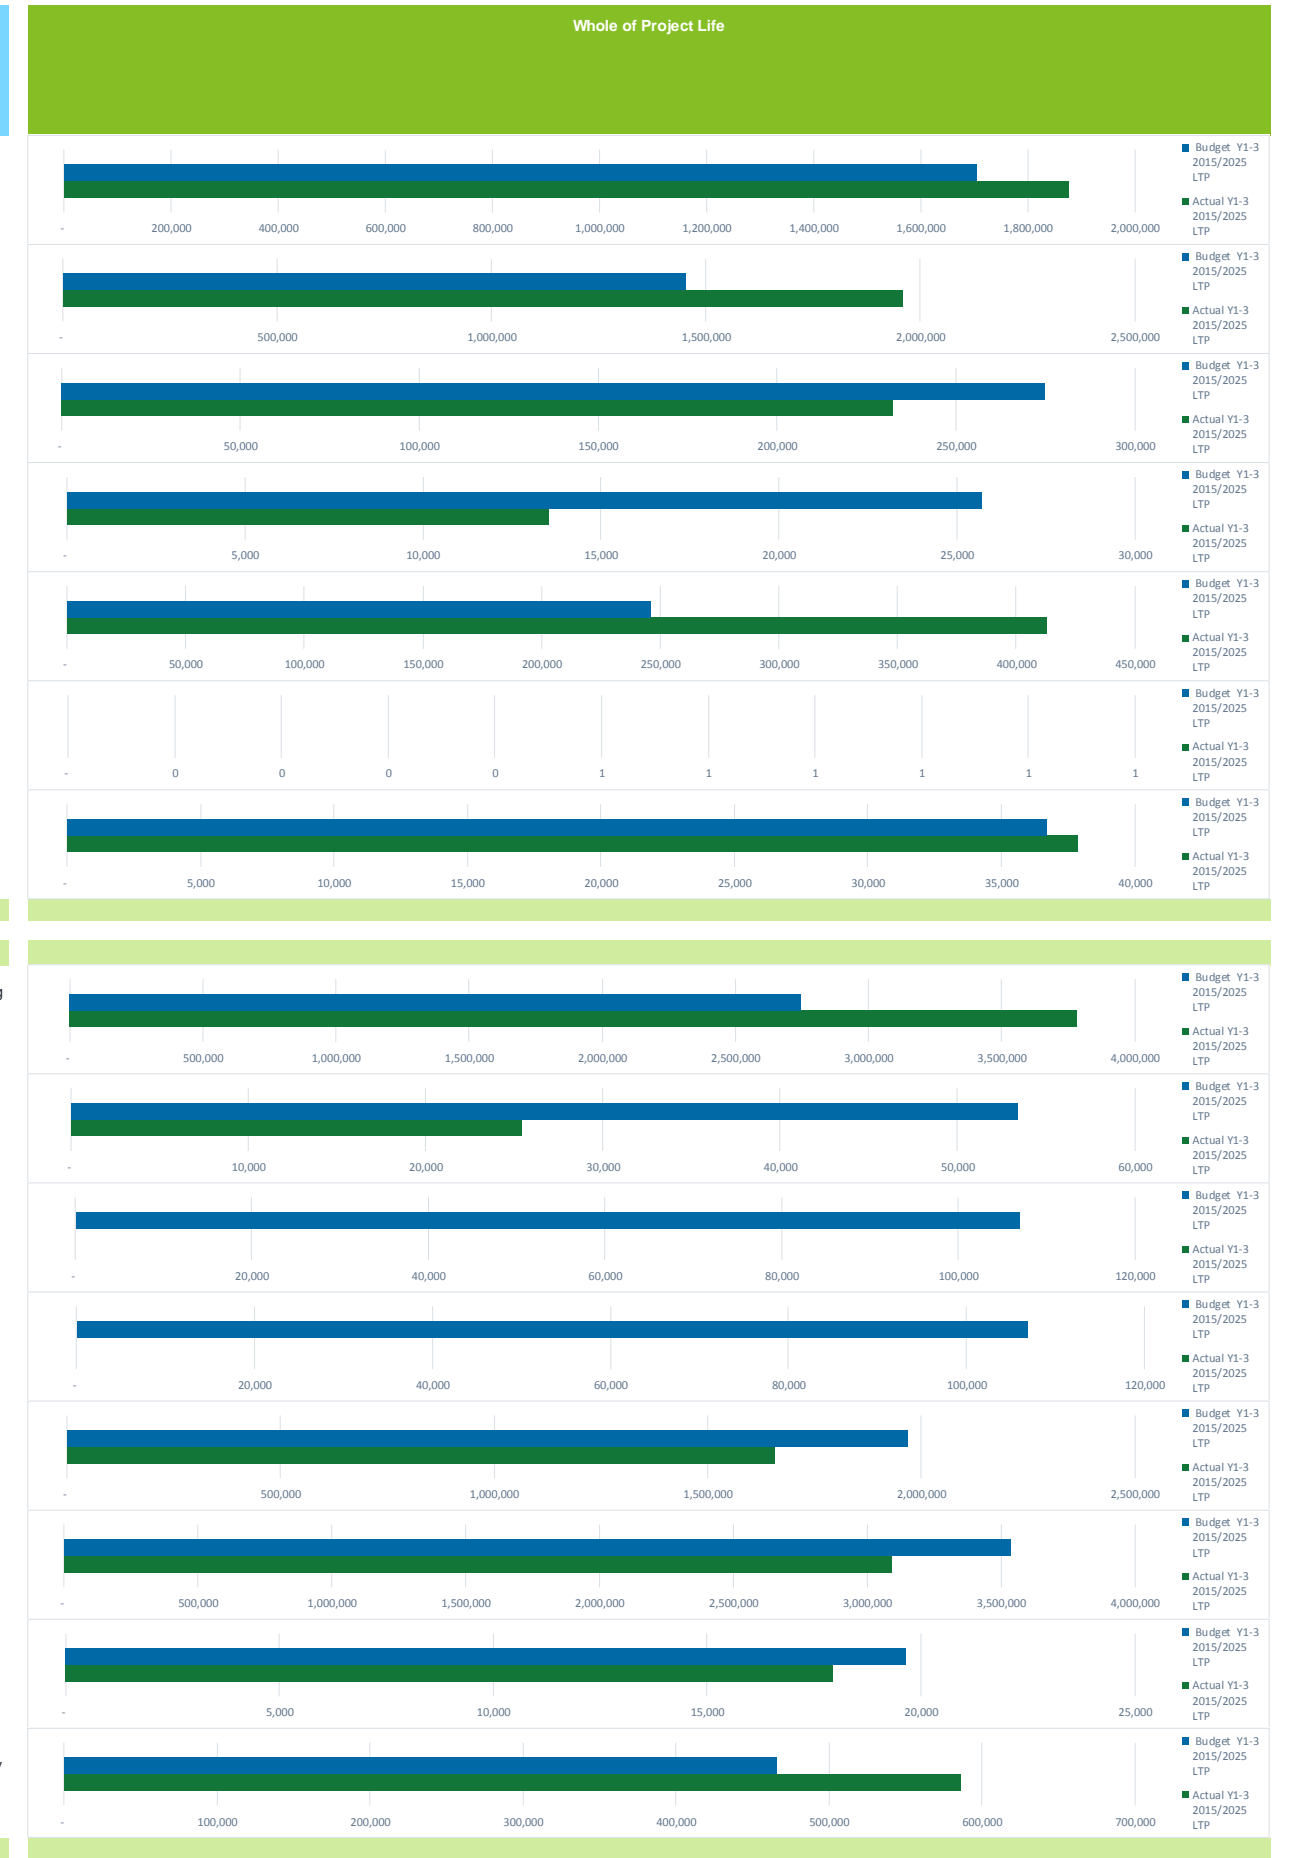 Whole of Project Life
Budget Y1-3
2015/2025
LTP
Actual Y1-3
2015/2025
LTP
- 200,000 400,000 600,000 800,000 1,000,000 1,200,000 1,400,000 1,600,000 1,800,000 2,000,000
Budget Y1-3
2015/2025
LTP
Actual Y1-3
2015/2025
LTP
- 500,000 1,000,000 1,500,000 2,000,000 2,500,000
Budget Y1-3
2015/2025
LTP
Actual Y1-3
2015/2025
LTP
- 50,000 100,000 150,000 200,000 250,000 300,000
Budget Y1-3
2015/2025
LTP
Actual Y1-3
2015/2025
LTP
- 5,000 10,000 15,000 20,000 25,000 30,000
Budget Y1-3
2015/2025
LTP
Actual Y1-3
2015/2025
LTP
- 50,000 100,000 150,000 200,000 250,000 300,000 350,000 400,000 450,000
Budget Y1-3
2015/2025
LTP
Actual Y1-3
2015/2025
LTP
- 0 0 0 0 1 1 1 1 1 1
Budget Y1-3
2015/2025
LTP
Actual Y1-3
2015/2025
LTP
- 5,000 10,000 15,000 20,000 25,000 30,000 35,000 40,000
Budget Y1-3
2015/2025
LTP
Actual Y1-3
2015/2025
LTP
- 500,000 1,000,000 1,500,000 2,000,000 2,500,000 3,000,000 3,500,000 4,000,000
Budget Y1-3
2015/2025
LTP
Actual Y1-3
2015/2025
LTP
- 10,000 20,000 30,000 40,000 50,000 60,000
Budget Y1-3
2015/2025
LTP
Actual Y1-3
2015/2025
LTP
- 20,000 40,000 60,000 80,000 100,000 120,000
Budget Y1-3
2015/2025
LTP
Actual Y1-3
2015/2025
LTP
- 20,000 40,000 60,000 80,000 100,000 120,000
Budget Y1-3
2015/2025
LTP
Actual Y1-3
2015/2025
LTP
- 500,000 1,000,000 1,500,000 2,000,000 2,500,000
Budget Y1-3
2015/2025
LTP
Actual Y1-3
2015/2025
LTP
- 500,000 1,000,000 1,500,000 2,000,000 2,500,000 3,000,000 3,500,000 4,000,000
Budget Y1-3
2015/2025
LTP
Actual Y1-3
2015/2025
LTP
- 5,000 10,000 15,000 20,000 25,000
Budget Y1-3
2015/2025
LTP
Actual Y1-3
2015/2025
LTP
- 100,000 200,000 300,000 400,000 500,000 600,000 700,000